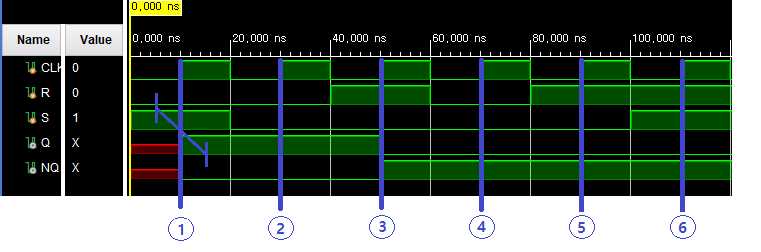 0,000 ns
Name Value
0,000 ns 20,000 ns 40,000 ns 60,000 ns 80,000 ns 100,000 ns
CLK 0
R 0
S 1
Q X
NQ X
1 2 3 4 5 6